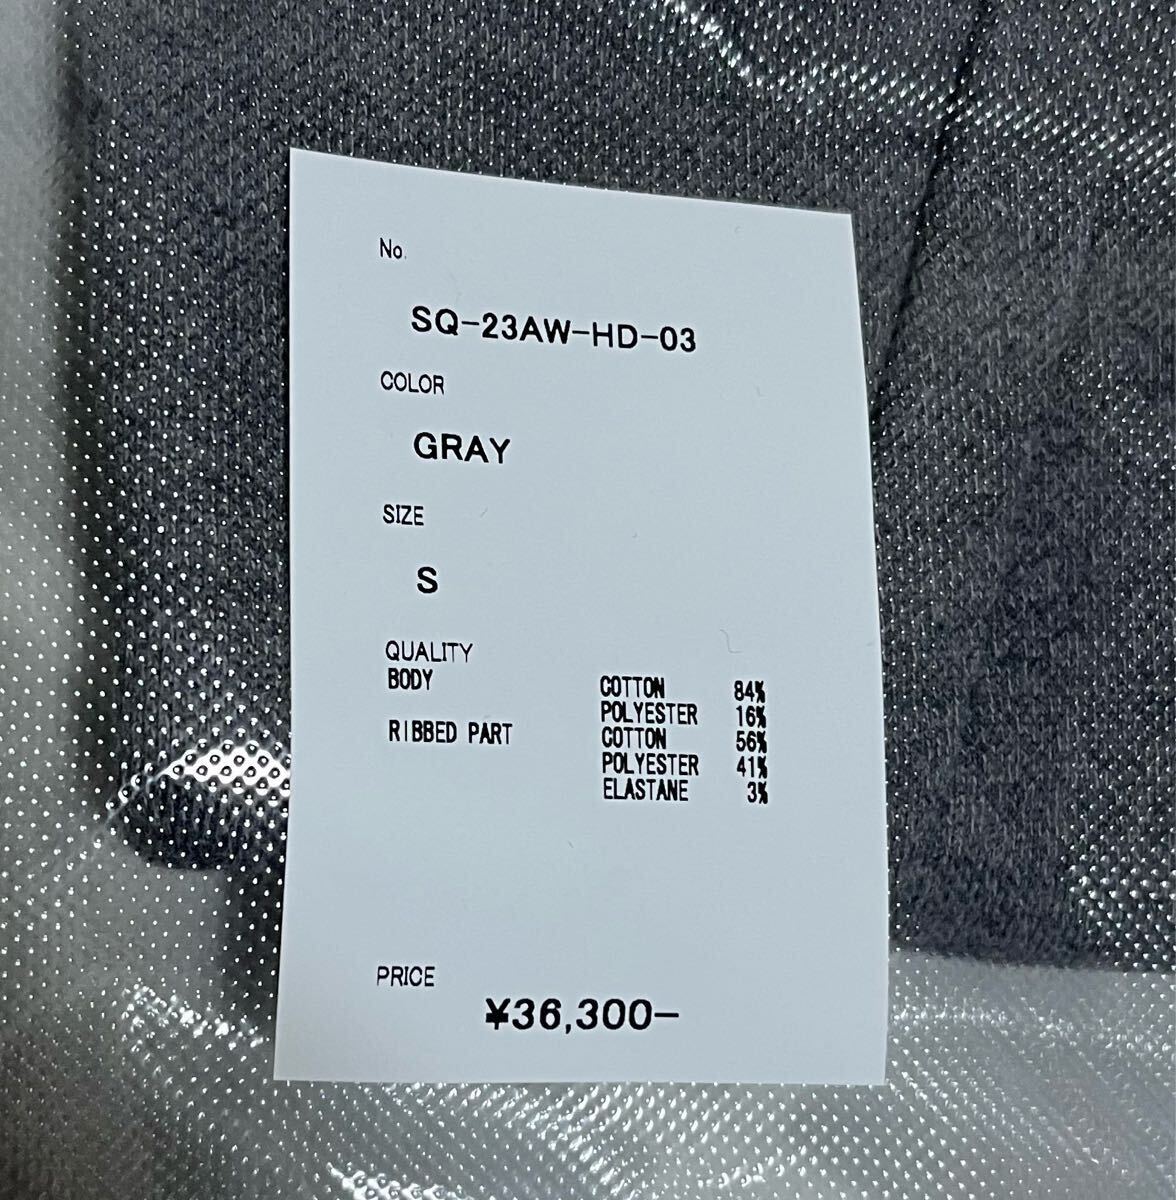 No.
SQ-23AW-HD-03
COLOR
GRAY
SIZE
S
QUALITY
BODY COTTON 84%
POLYESTER 16%
RIBBED PART COTTON 56%
POLYESTER 41%
ELASTANE 3%
PRICE
¥36,300-